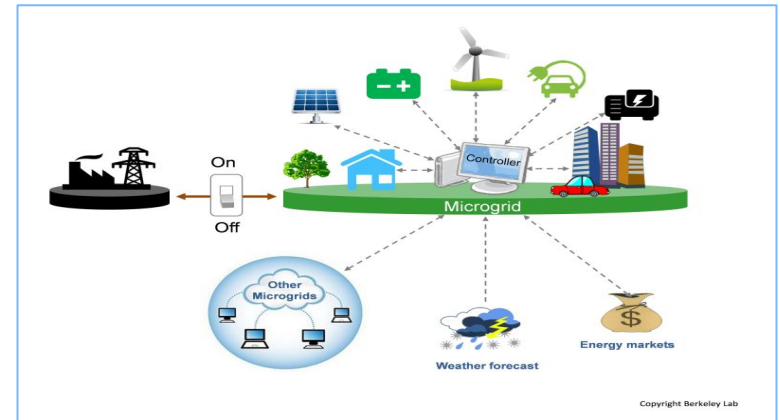 On
Off
Controller
Microgrid
Other
Microgrids
Weather forecast
Energy markets
$
Copyright Berkeley Lab